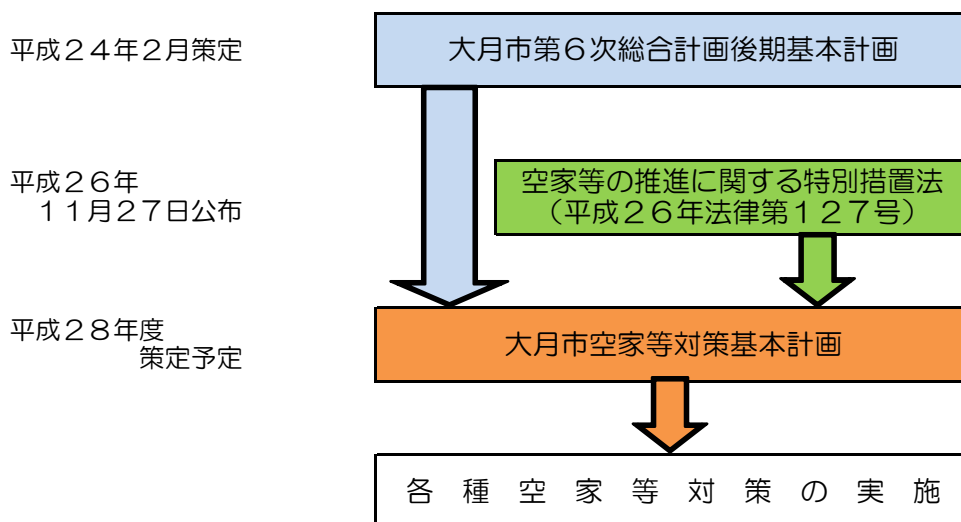 平成２４年２月策定
大月市第６次総合計画後期基本計画
平成２６年
１１月２７日公布
空家等の推進に関する特別措置法
（平成２６年法律第１２７号）
平成２８年度
策定予定
大月市空家等対策基本計画
各種空家等対策の実施